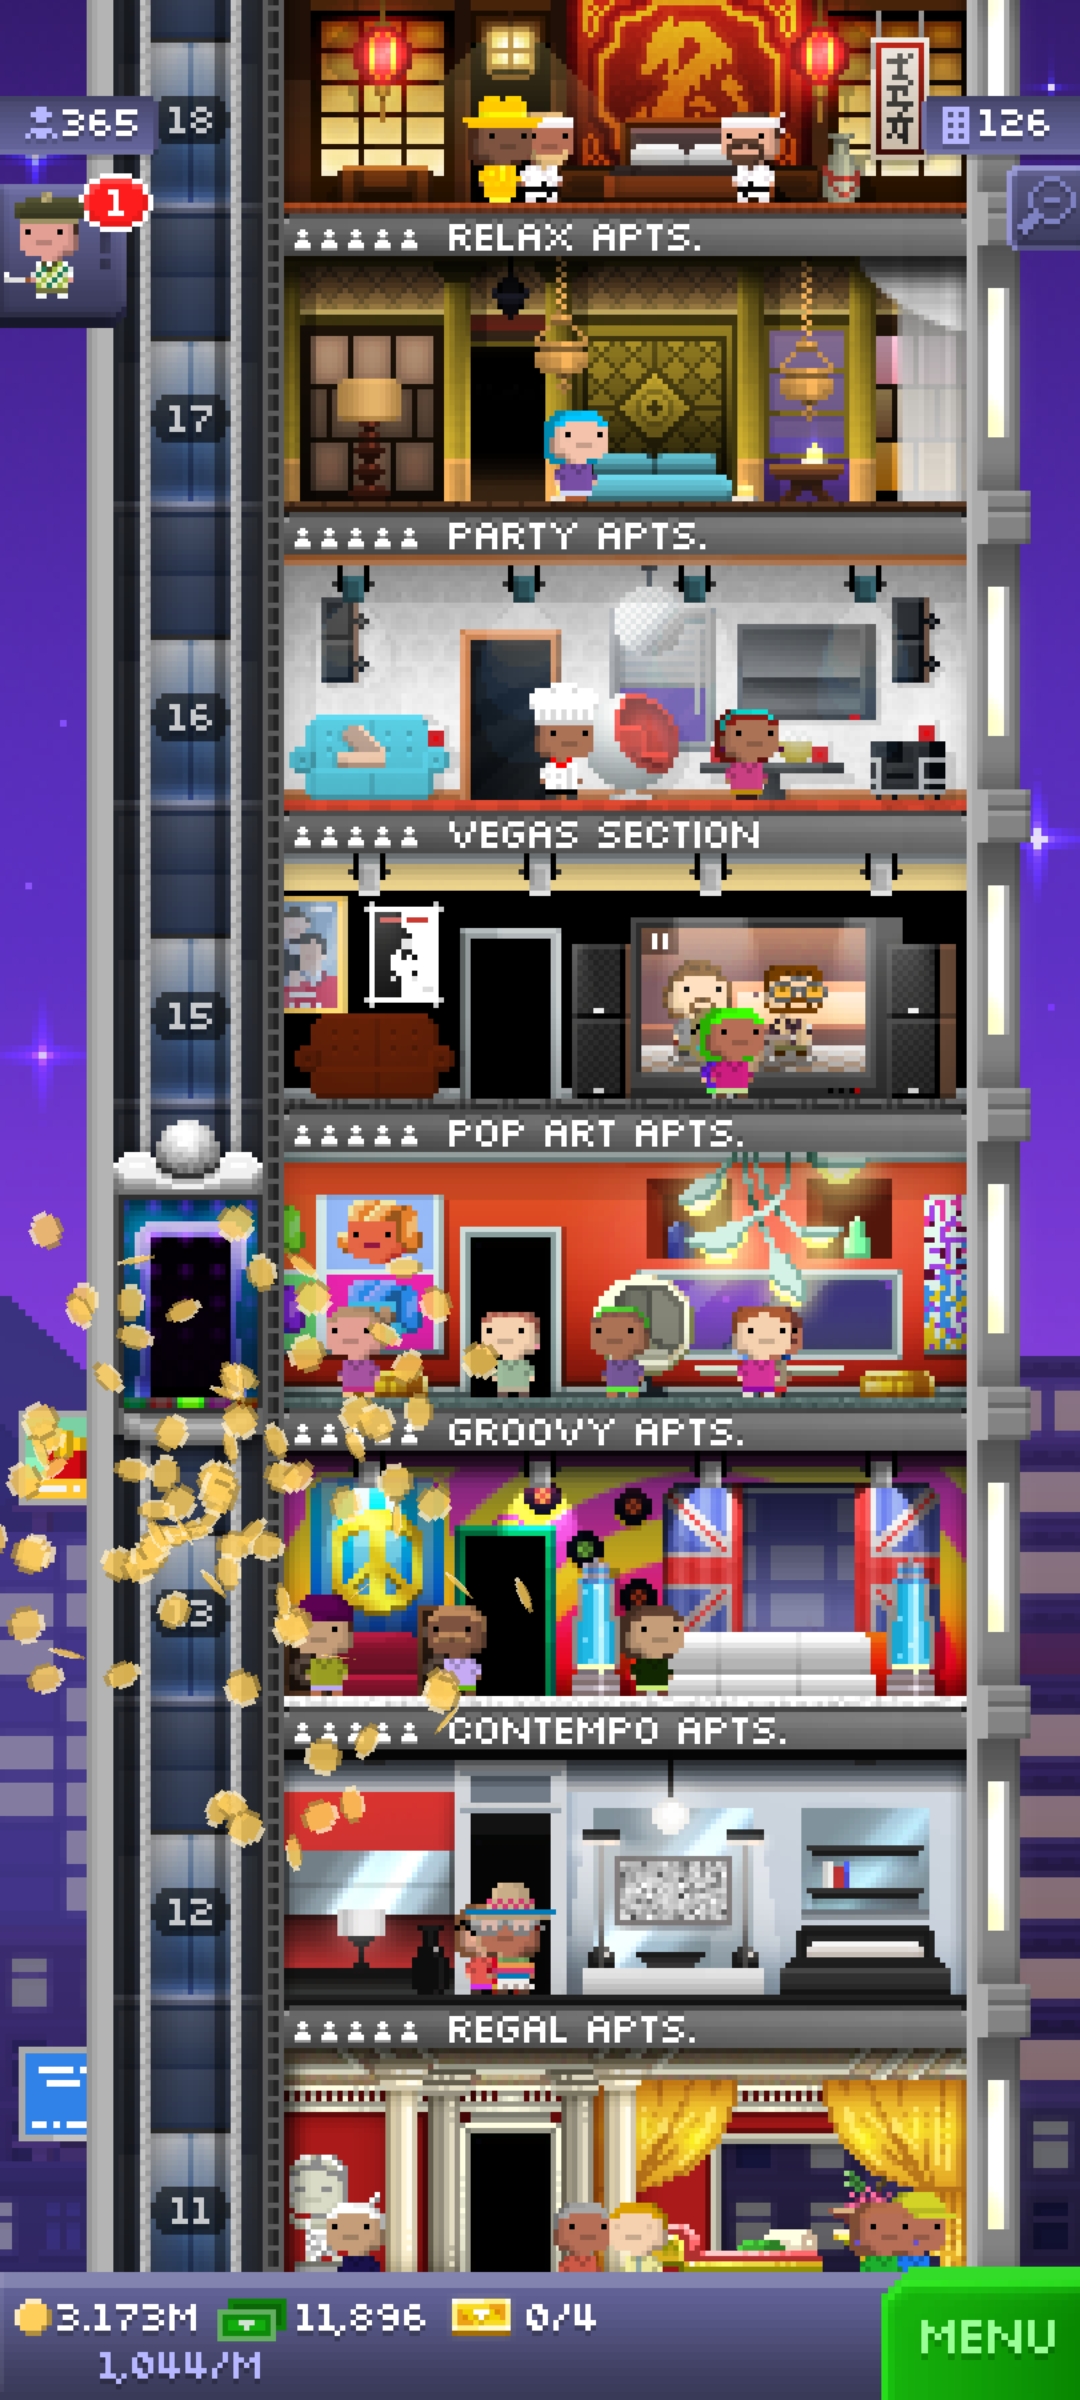 18
365
126
1
RELAX APTS.
17
PARTY APTS.
16
VEGAS SECTION
15
POP ART APTS.
GROOVY APTS.
3
CONTEMPO APTS.
12
REGAL APTS.
11
3.173M 11,896 0/4
1,044/M
MENU